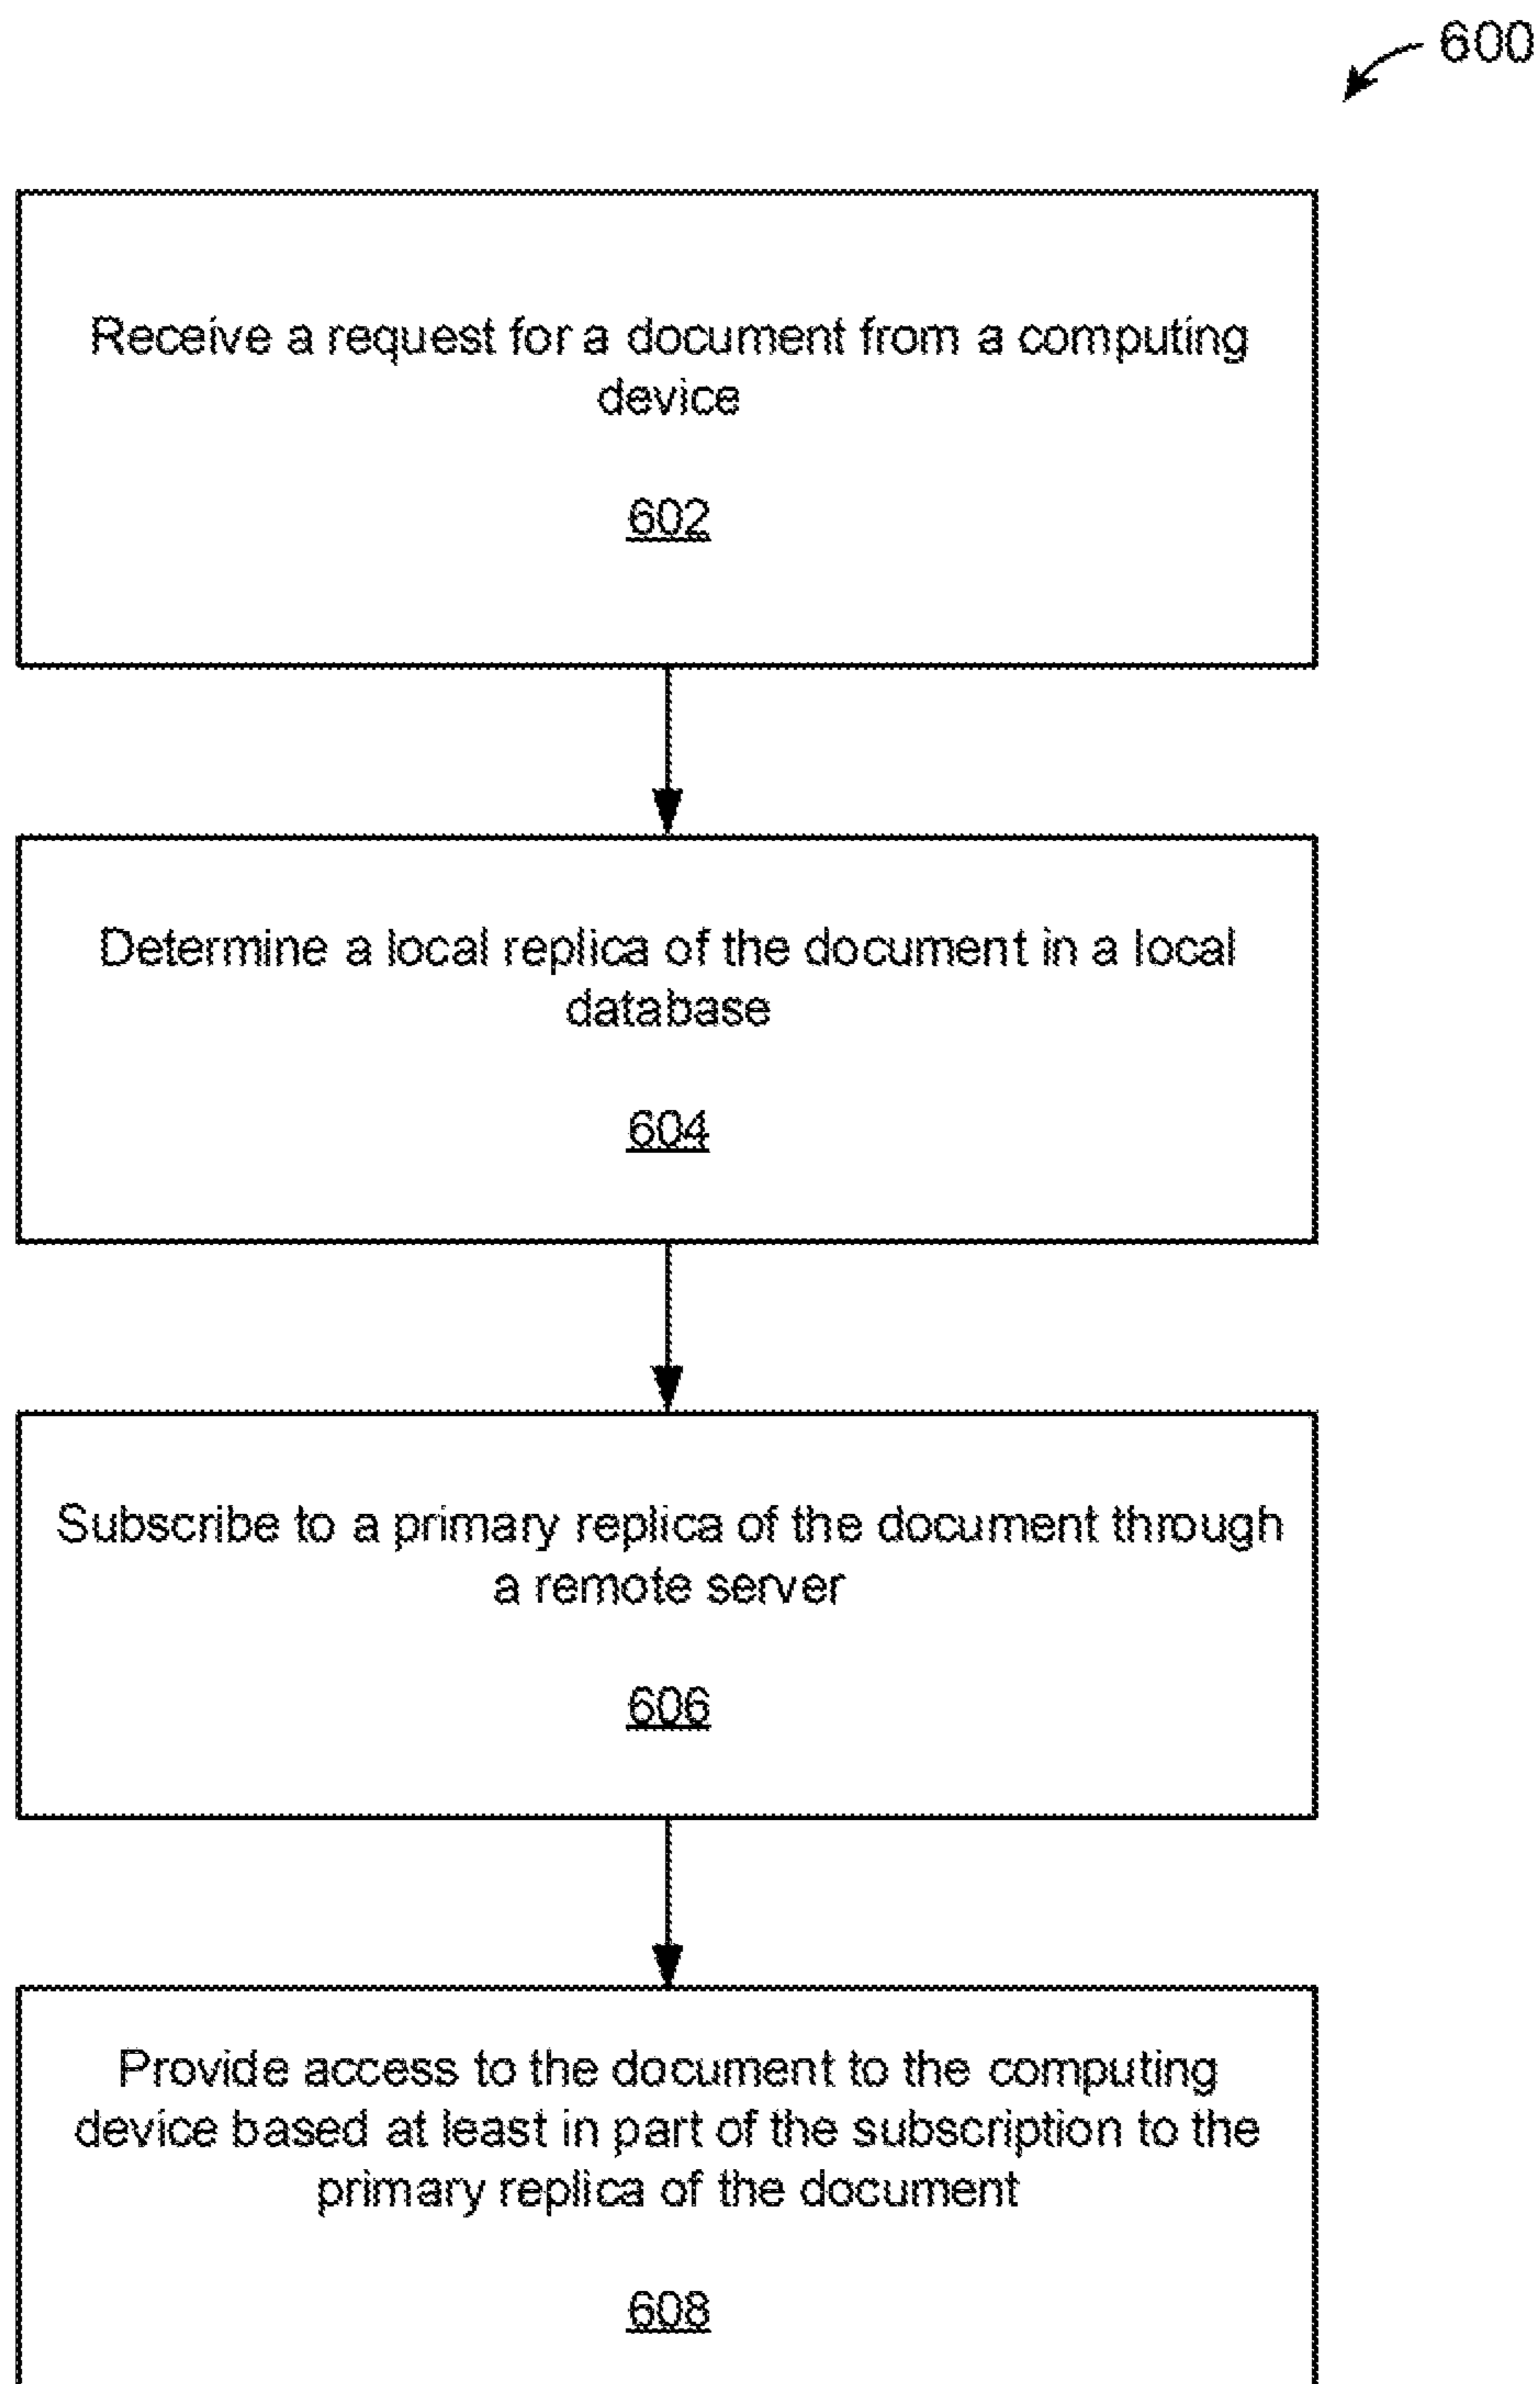 600
Receive a request for a document from a computing
device
602
Determine a local replica of the document in a local
database
604
Subscribe to a primary replica of the document through
a remote server
606
Provide access to the document to the computing
device based at least in part of the subscription to the
primary replica of the document
608